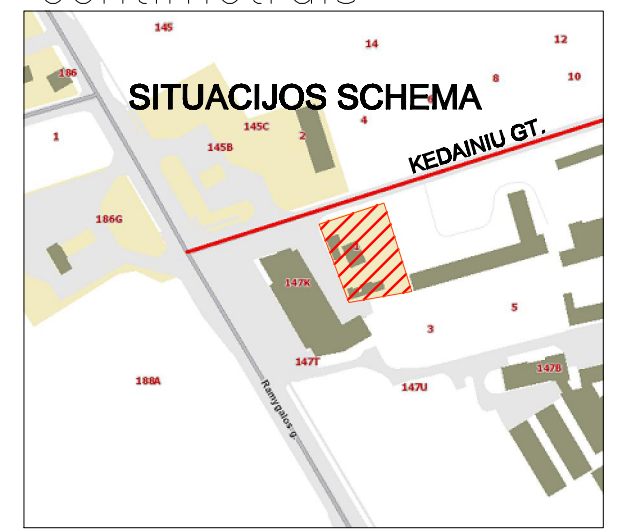 145
14
12
186
8
10
SITUACIJOS SCHEMA
6
4
1
145C
2
145B
KEDAINIU GT.
186G
1
147K
5
3
147T
147B
188A
147U
Ramygalos g.